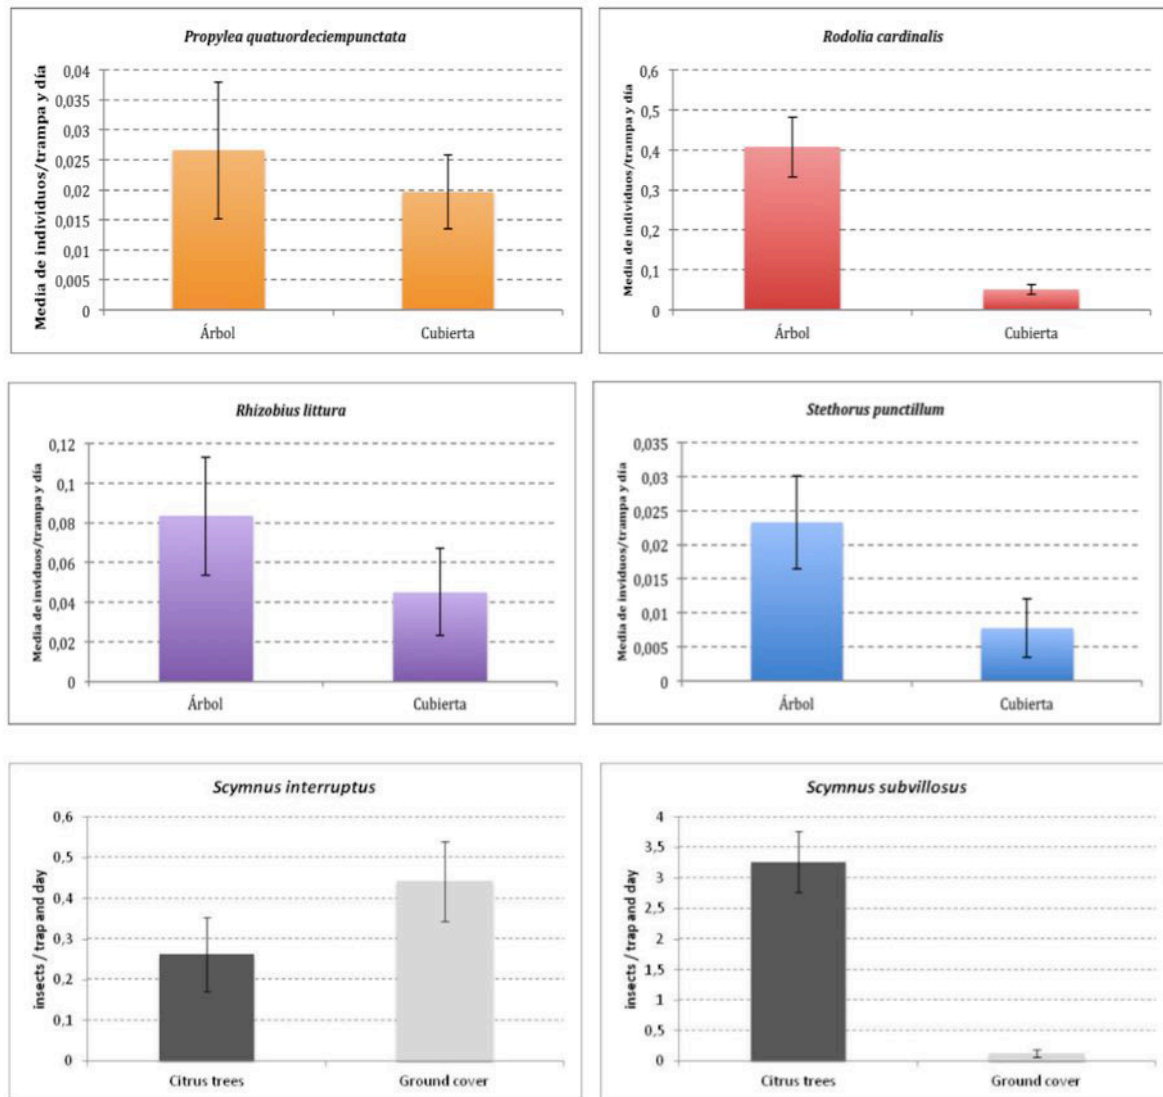 Propylea quatuordeciempunctata
Media de individuos/trampa y día
0,04
0,035
0,03
0,025
0,02
0,015
0,01
0,005
0
Árbol
Cubierta
Rodolia cardinalis
Media de individuos/trampa y día
0,6
0,5
0,4
0,3
0,2
0,1
0
Árbol
Cubierta
Rhizobius littura
Media de inviduos/trampa y día
0,12
0,1
0,08
0,06
0,04
0,02
0
Árbol
Cubierta
Stethorus punctillum
Media de inviduos/trampa y día
0,035
0,03
0,025
0,02
0,015
0,01
0,005
0
Árbol
Cubierta
Scymnus interruptus
insects / trap and day
0,6
0,5
0,4
0,3
0,2
0,1
0
Citrus trees
Ground cover
Scymnus subvillosus
insects / trap and day
4
3,5
3
2,5
2
1,5
1
0,5
0
Citrus trees
Ground cover